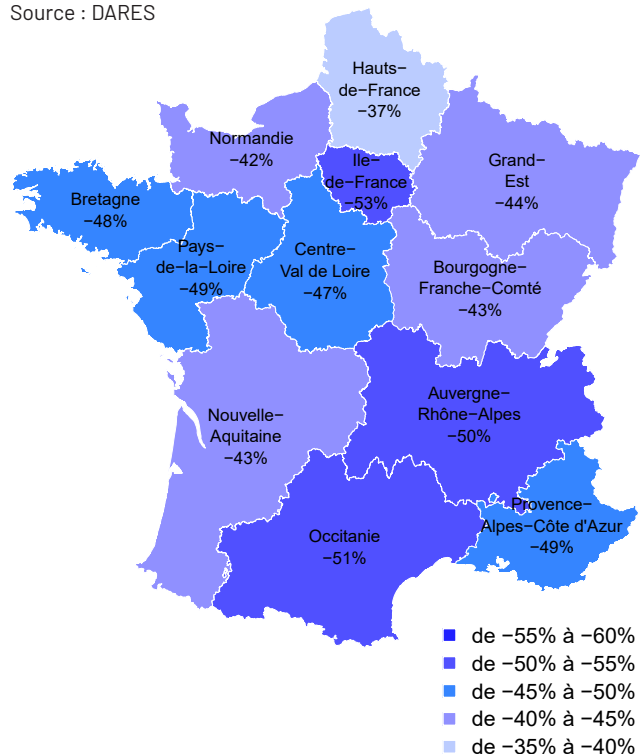 Source : DARES
Hauts−
de−France
−37%
Normandie
−42%
Ile−
de−France
−53%
Grand−
Est
−44%
Bretagne
−48%
Pays−
de−la−Loire
−49%
Centre−
Val de Loire
−47%
Bourgogne−
Franche−Comté
−43%
Auvergne−
Rhône−Alpes
−50%
Nouvelle−
Aquitaine
−43%
Provence−
Alpes−Côte d'Azur
−49%
Occitanie
−51%
de −55% à −60%
de −50% à −55%
de −45% à −50%
de −40% à −45%
de −35% à −40%